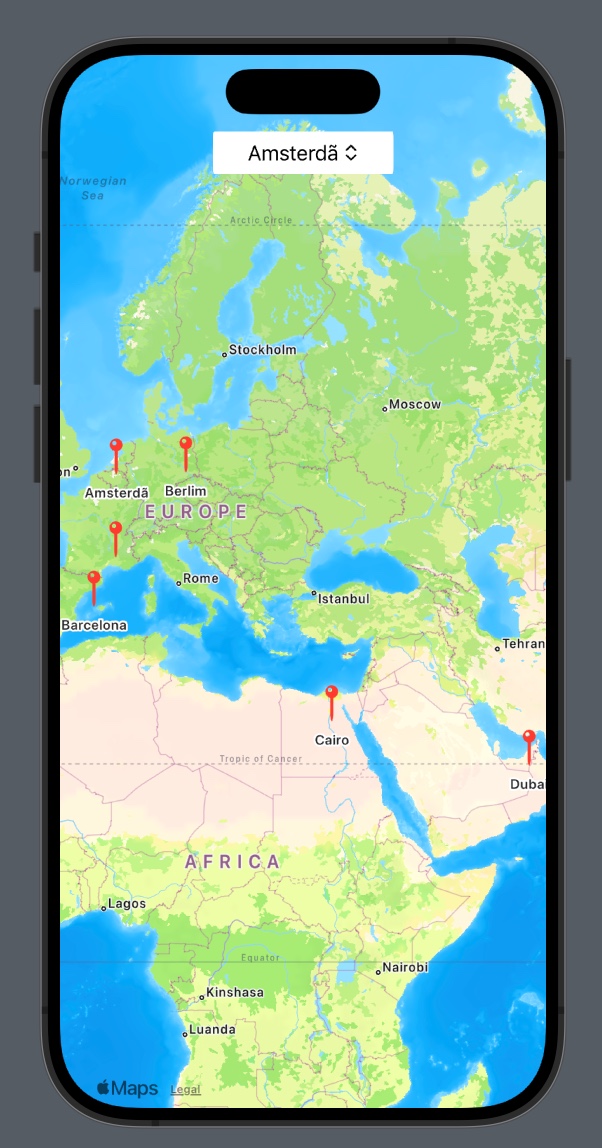 Amsterdã
Norwegian
Sea
Arctic Circle
Stockholm
Moscow
on
Amsterdã
Berlim
EUROPE
Rome
Istanbul
Barcelona
Tehran
Cairo
Tropic of Cancer
Duba
AFRICA
Lagos
Equator
Nairobi
Kinshasa
Luanda
Maps
Legal